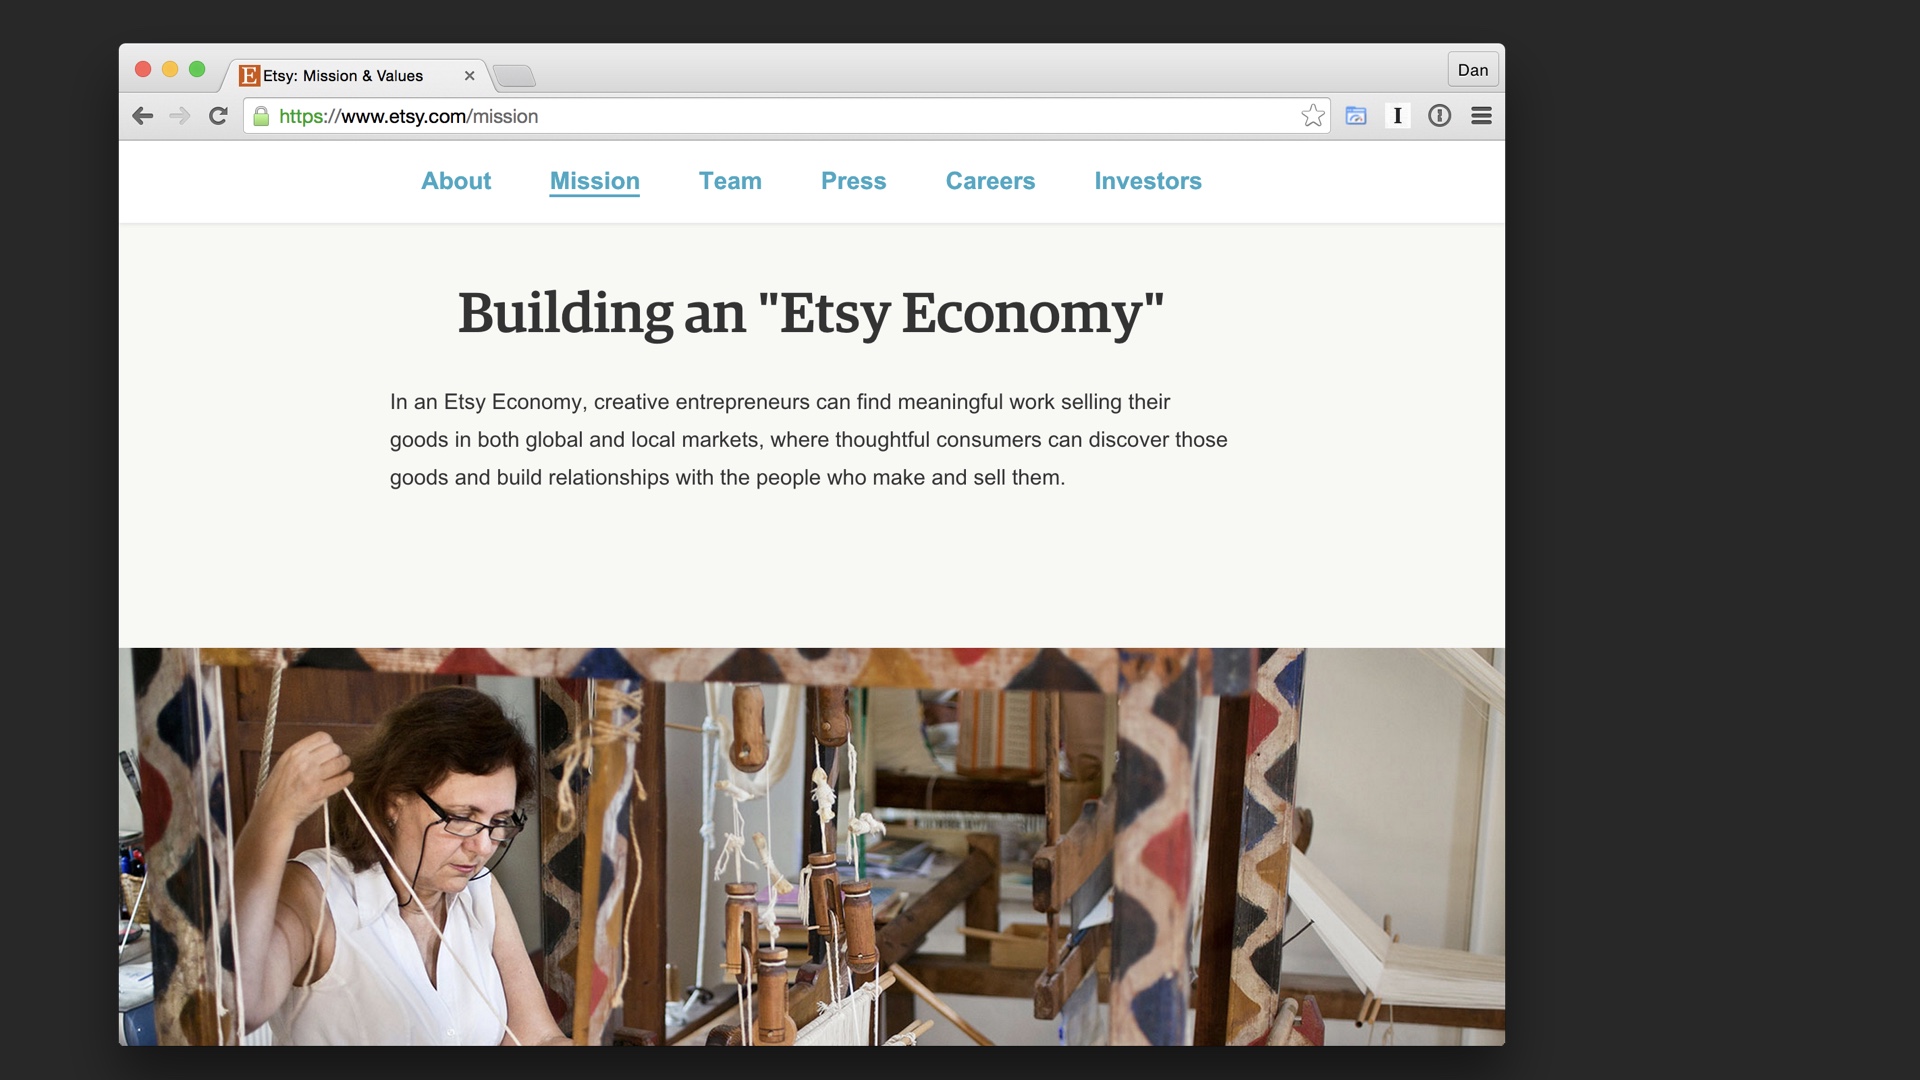 E Etsy: Mission & Values
Dan
https://www.etsy.com/mission
I
About Mission Team Press Careers Investors
Building an "Etsy Economy"
In an Etsy Economy, creative entrepreneurs can find meaningful work selling their
goods in both global and local markets, where thoughtful consumers can discover those
goods and build relationships with the people who make and sell them.